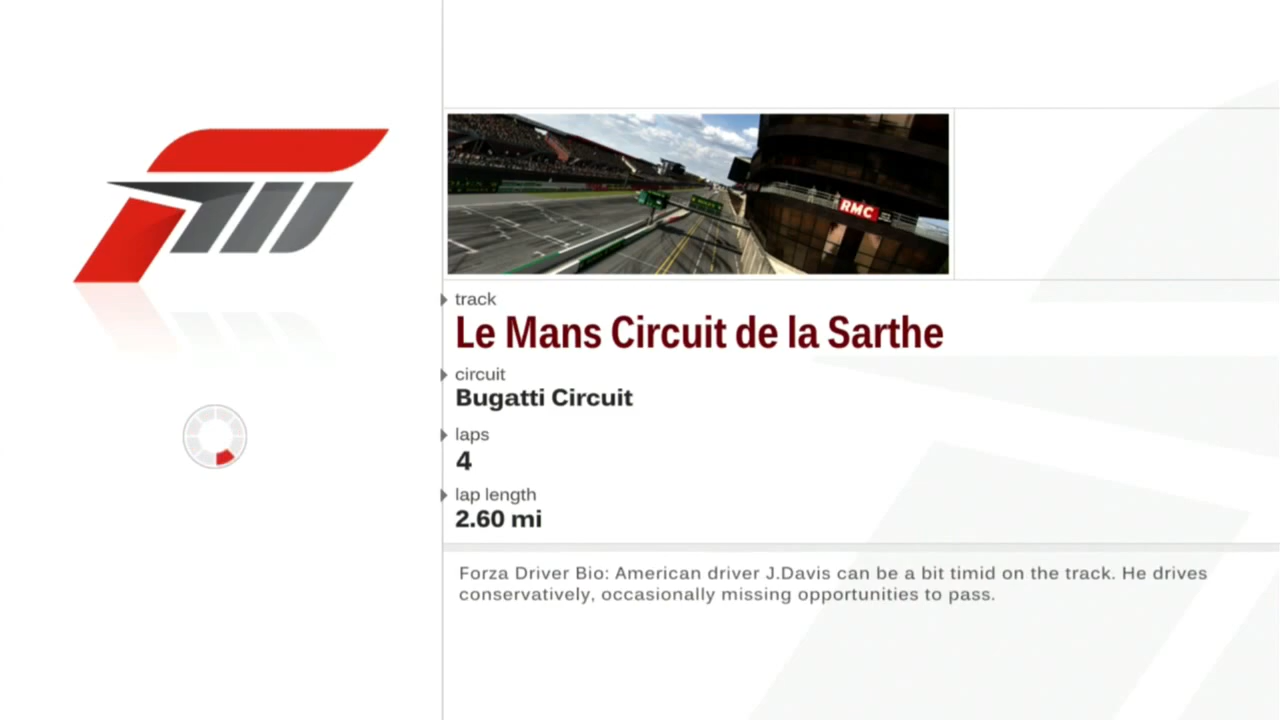 RMC
track
Le Mans Circuit de la Sarthe
circuit
Bugatti Circuit
laps
4
lap length
2.60 mi
Forza Driver Bio: American driver J.Davis can be a bit timid on the track. He drives
conservatively, occasionally missing opportunities to pass.